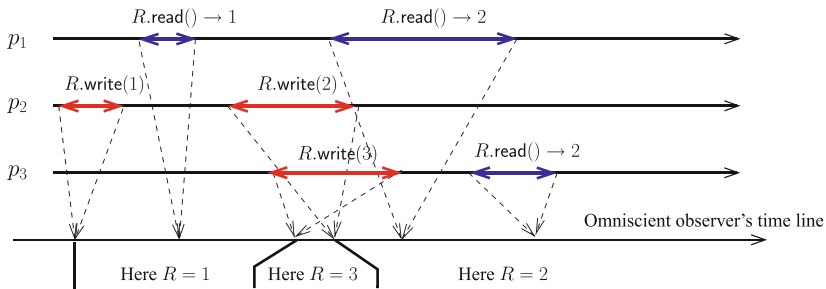 R.read() → 1
R.read() → 2
p₁
R.write(1)
R.write(2)
p₂
R.write(3)
R.read() → 2
p₃
Omniscient observer's time line
Here R = 1
Here R = 3
Here R = 2